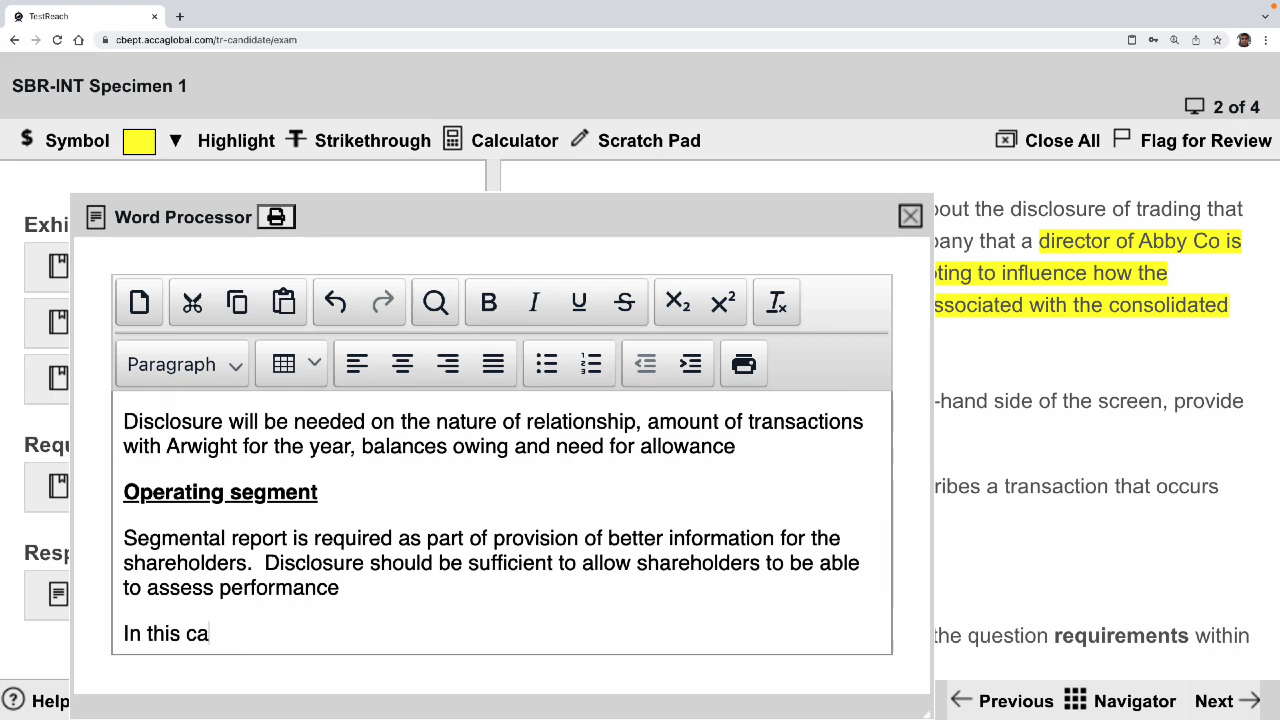 TestReach
cbept.accaglobal.com/tr-candidate/exam
SBR-INT Specimen 1
2 of 4
Symbol
Highlight
Strikethrough
Calculator
Scratch Pad
Close All
Flag for Review
Exhi
Requ
Resp
Word Processor
Paragraph
Disclosure will be needed on the nature of relationship, amount of transactions
with Arwight for the year, balances owing and need for allowance
Operating segment
Segmental report is required as part of provision of better information for the
shareholders.  Disclosure should be sufficient to allow shareholders to be able
to assess performance
In this ca
bout the disclosure of trading that
pany that a director of Abby Co is
pting to influence how the
ssociated with the consolidated
-hand side of the screen, provide
ribes a transaction that occurs
the question requirements within
Help
Previous
Navigator
Next